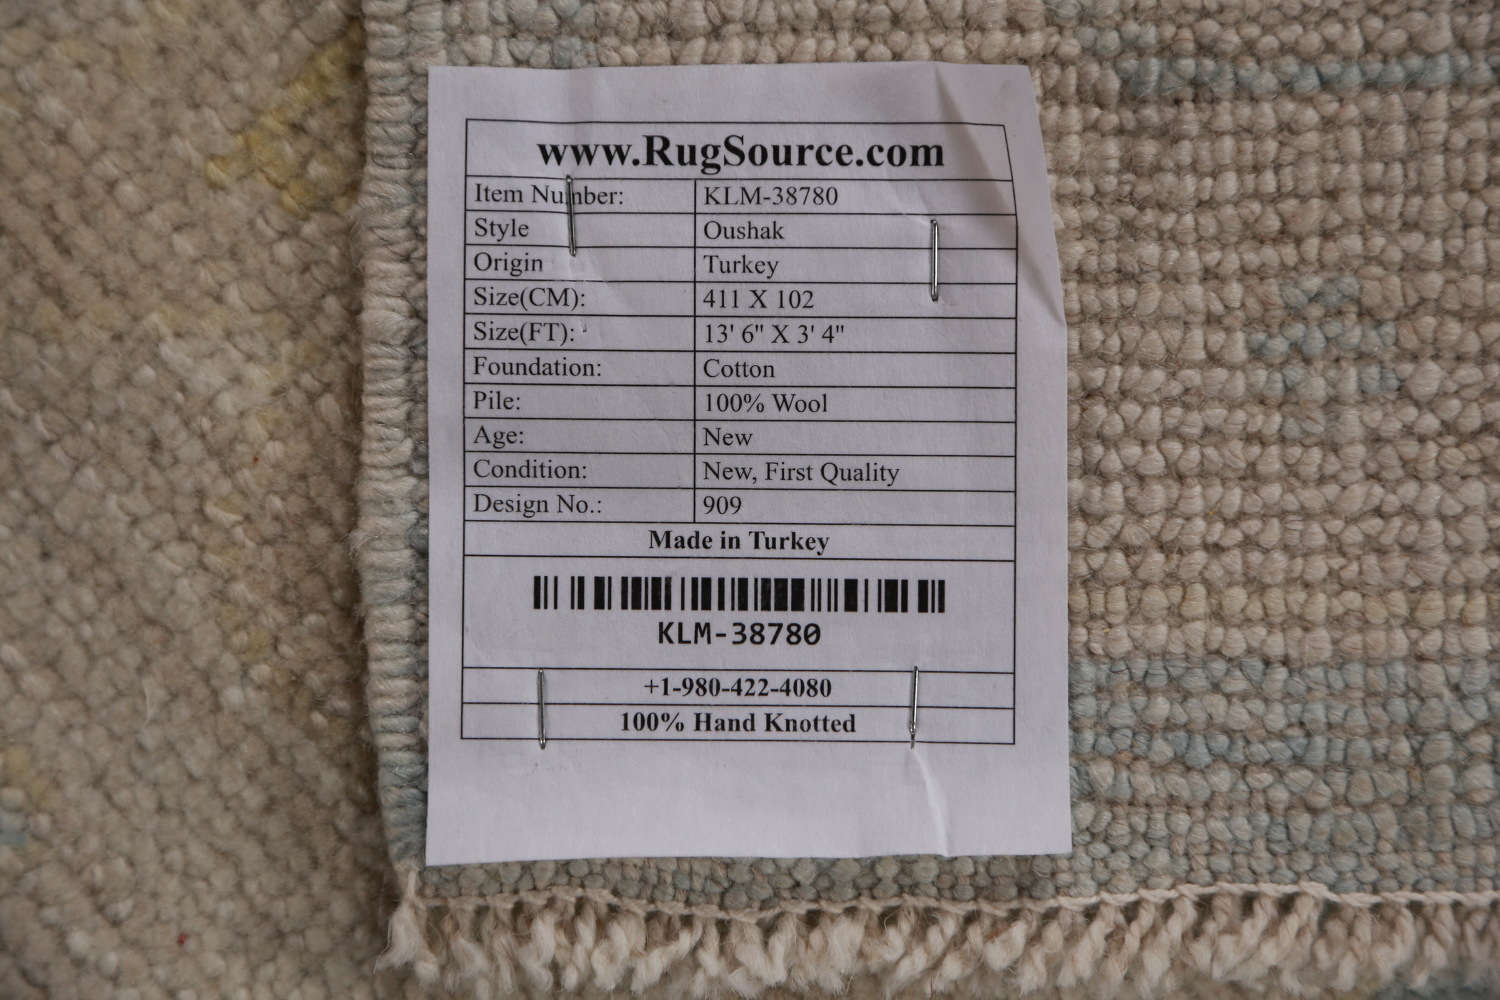 www.RugSource.com
Item Number: KLM-38780
Style Oushak
Origin Turkey
Size(CM): 411 X 102
Size(FT): 13' 6" X 3' 4"
Foundation: Cotton
Pile: 100% Wool
Age: New
Condition: New, First Quality
Design No.: 909
Made in Turkey
KLM-38780
+1-980-422-4080
100% Hand Knotted